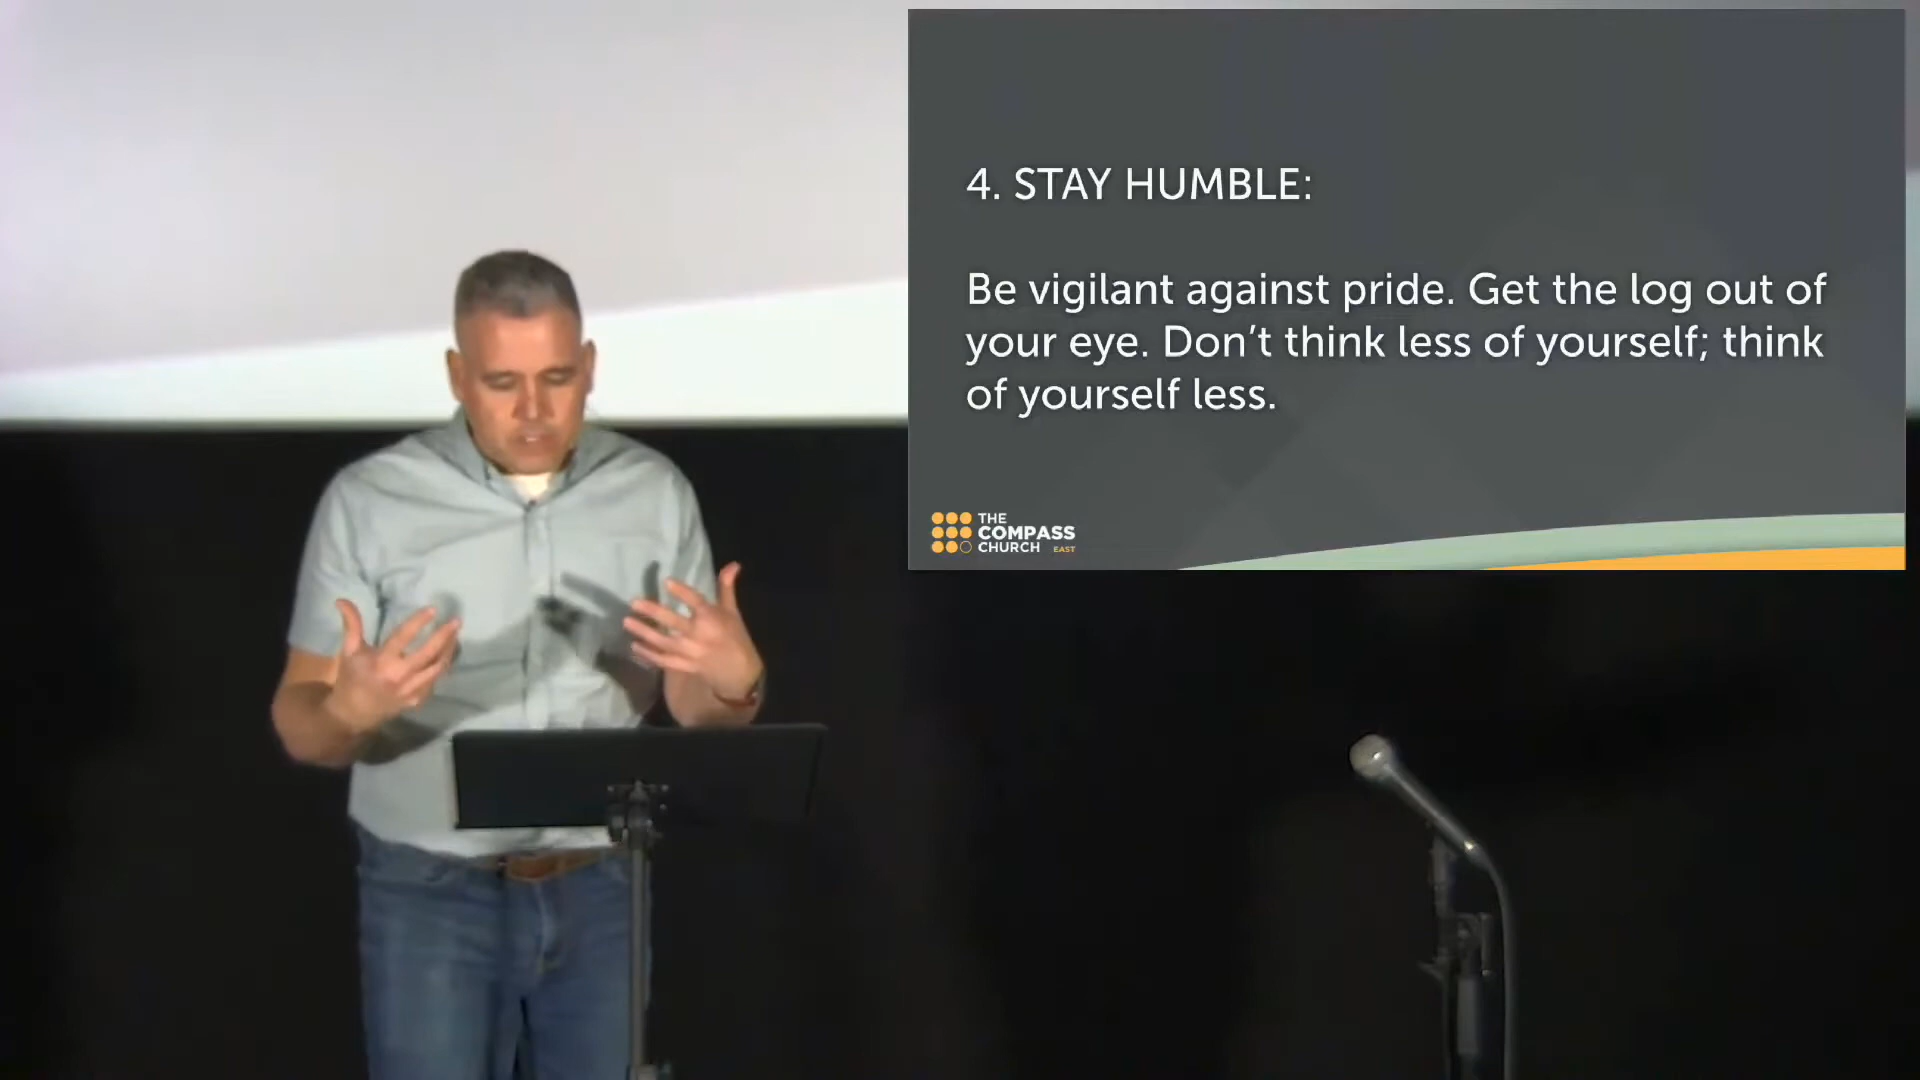 4. STAY HUMBLE:
Be vigilant against pride. Get the log out of
your eye. Don't think less of yourself; think
of yourself less.
THE
COMPASS
CHURCH EAST